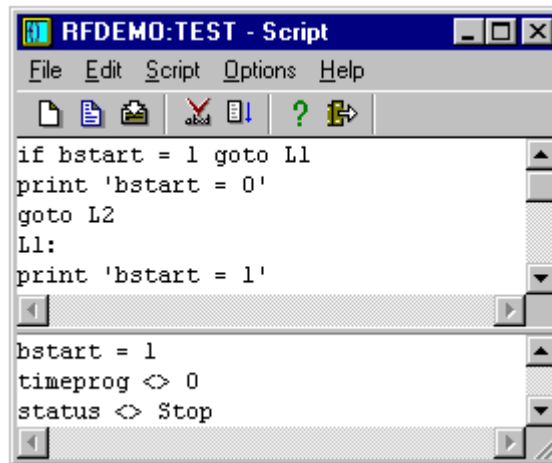 RFDEMO:TEST - Script
File Edit Script Options Help
abcd
if bstart = 1 goto L1
print 'bstart = 0'
goto L2
L1:
print 'bstart = 1'
bstart = 1
timeprog <> 0
status <> Stop